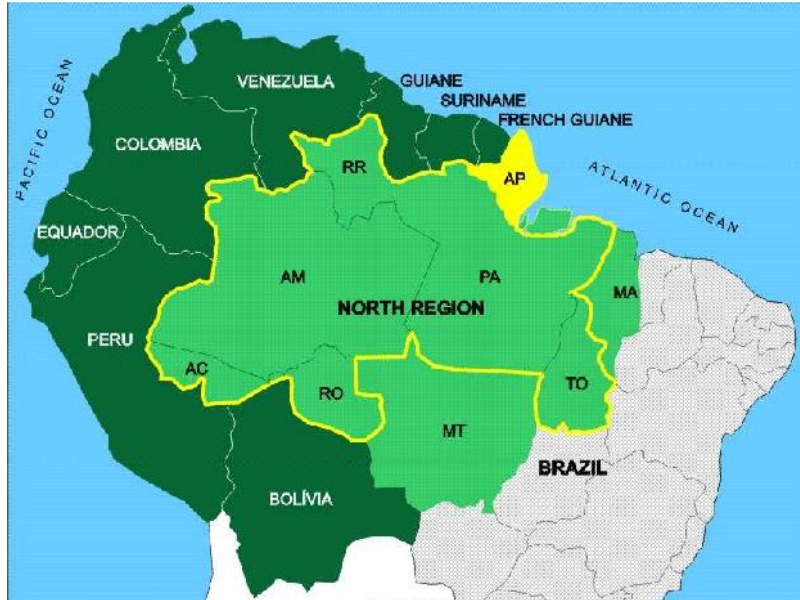 PACIFIC OCEAN
VENEZUELA
GUIANE
SURINAME
FRENCH GUIANE
COLOMBIA
RR
AP
ATLANTIC OCEAN
EQUADOR
AM
PA
MA
NORTH REGION
PERU
AC
RO
TO
MT
BRAZIL
BOLÍVIA